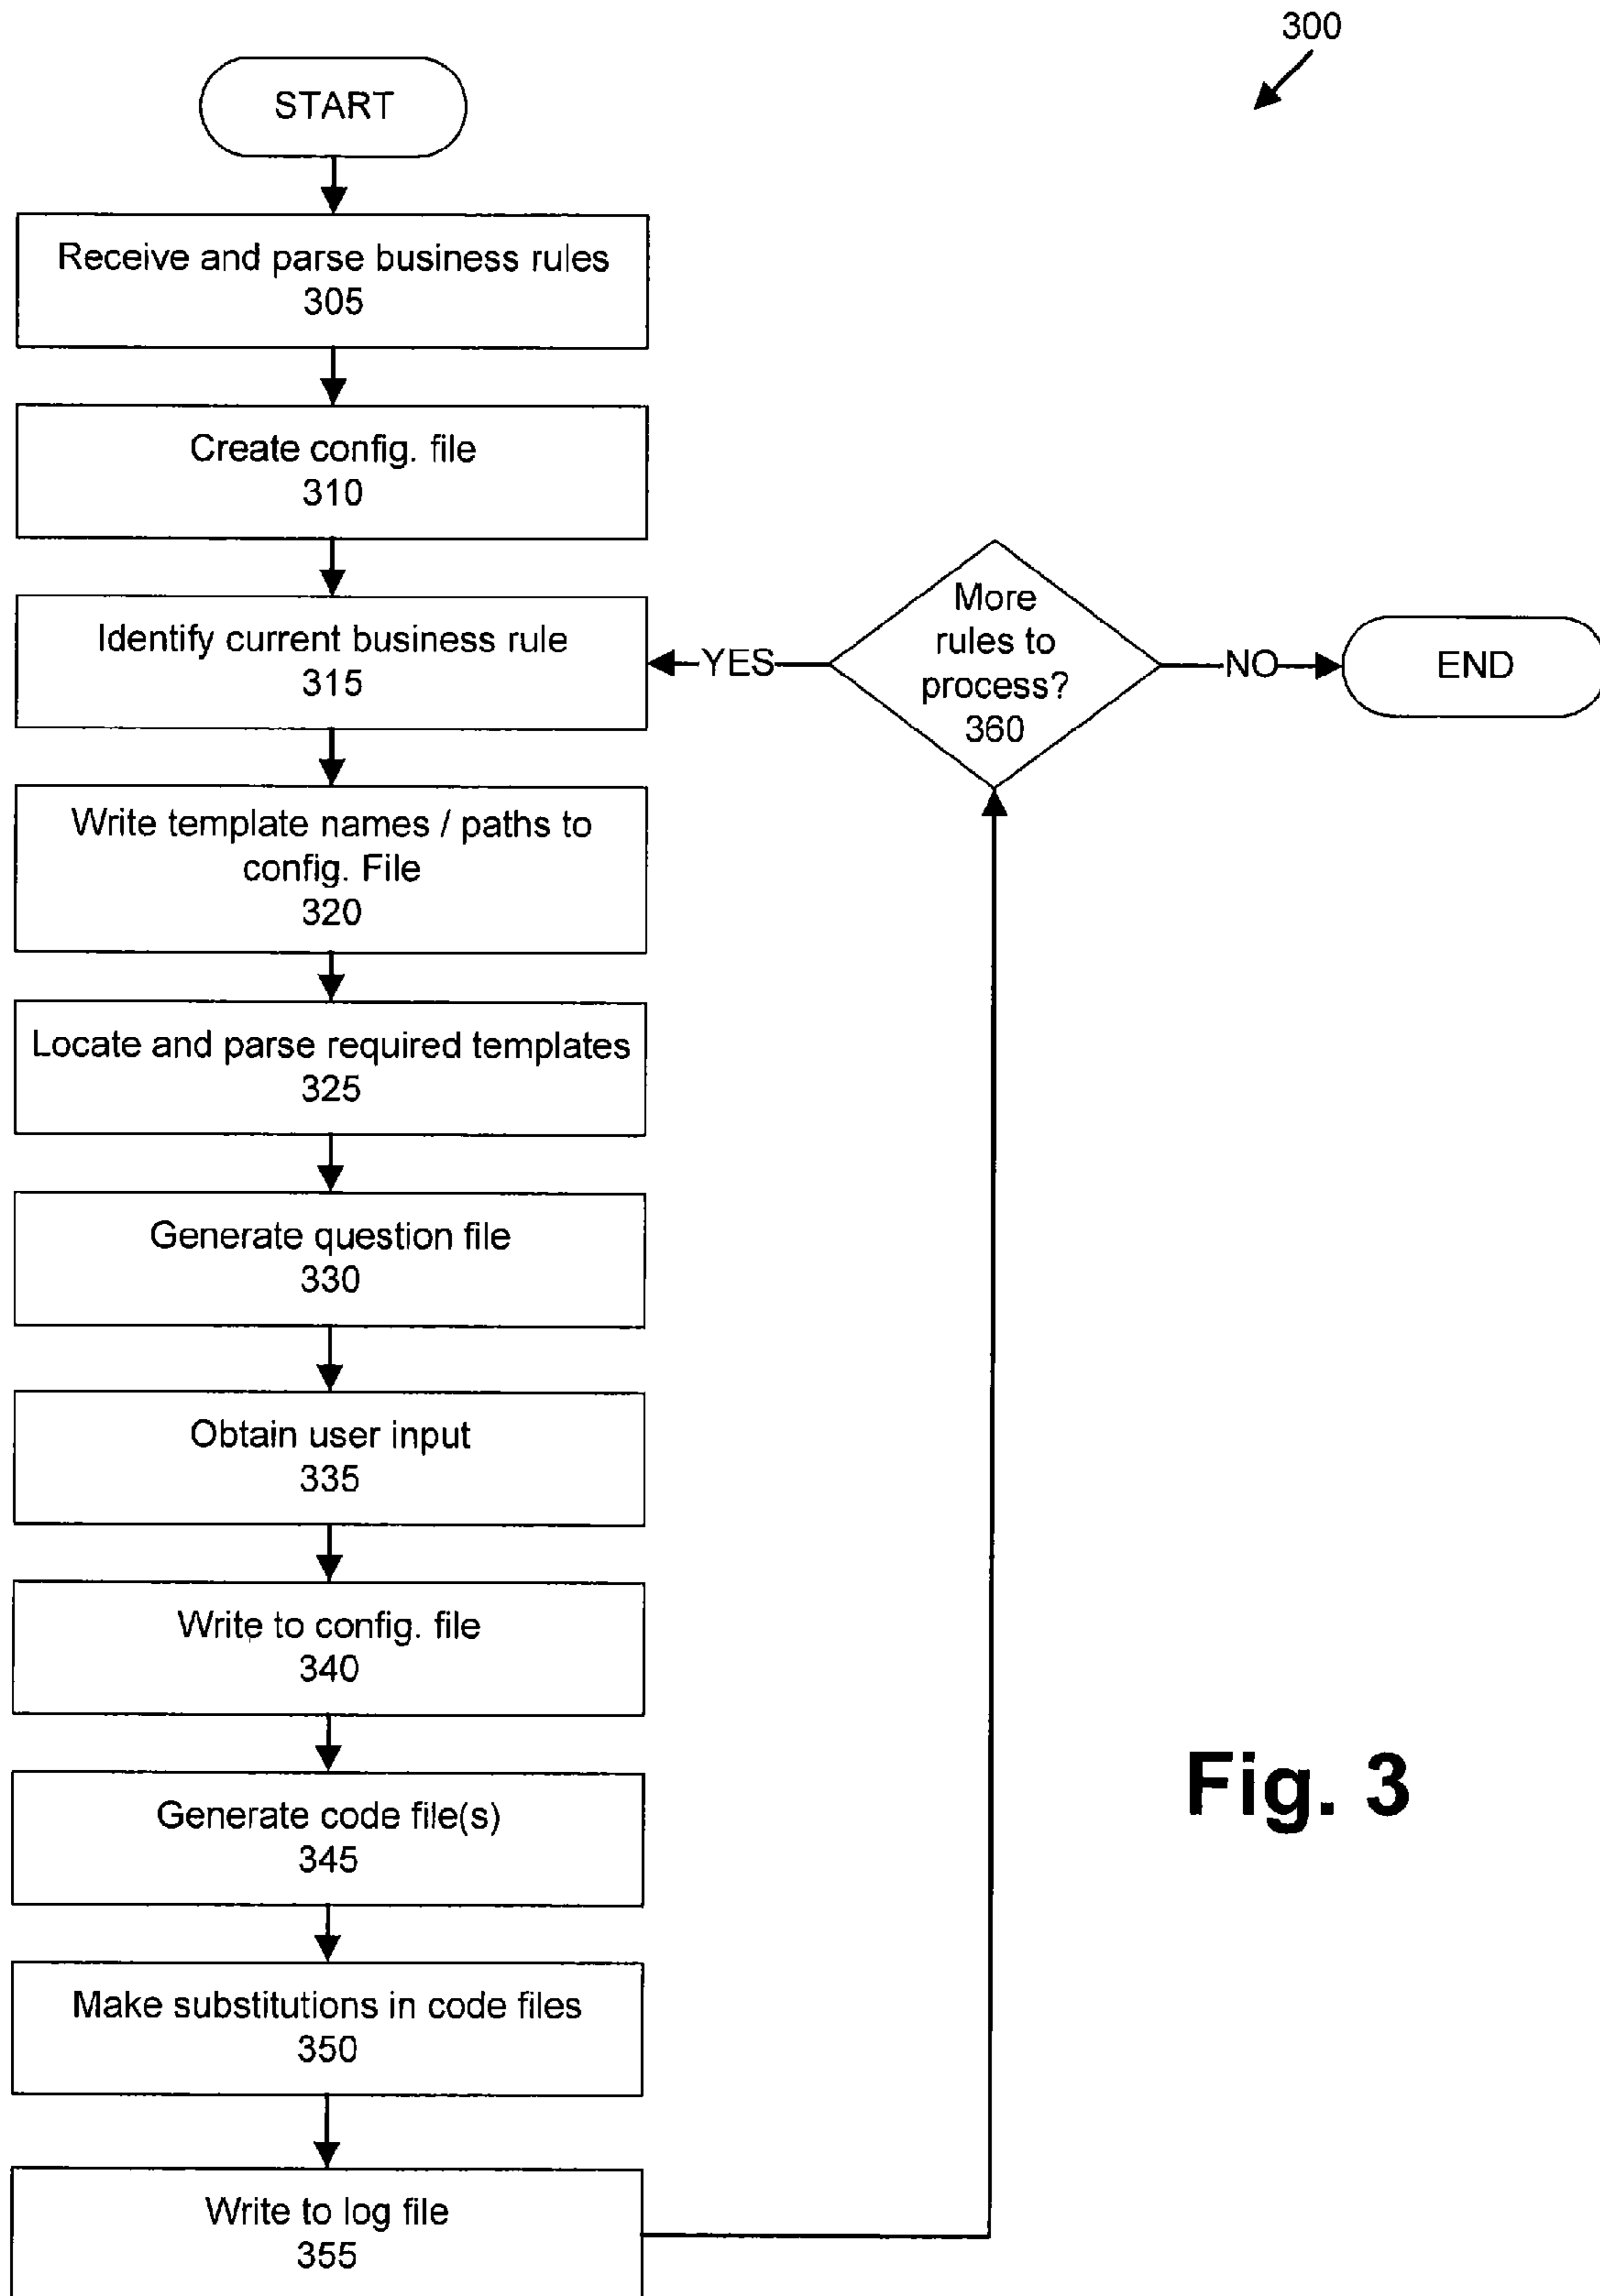 300
START
Receive and parse business rules
305
Create config. file
310
Identify current business rule
315
YES
More
rules to
process?
360
NO
END
Write template names / paths to
config. File
320
Locate and parse required templates
325
Generate question file
330
Obtain user input
335
Write to config. file
340
Generate code file(s)
345
Make substitutions in code files
350
Write to log file
355
Fig. 3